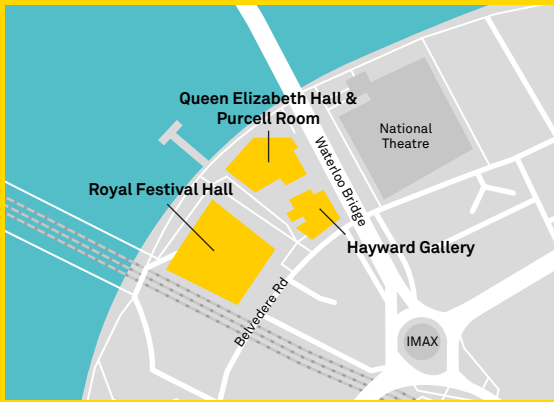 Queen Elizabeth Hall &
Purcell Room
National
Theatre
Waterloo Bridge
Royal Festival Hall
Hayward Gallery
Belvedere Rd
IMAX